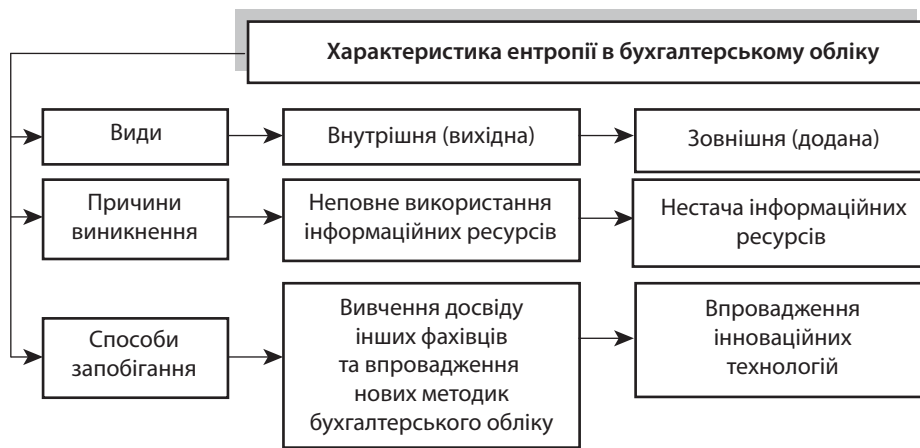 Характеристика ентропії в бухгалтерському обліку
Види
Внутрішня (вихідна)
Зовнішня (додана)
Причини
виникнення
Неповне використання
інформаційних ресурсів
Нестача інформаційних
ресурсів
Способи
запобігання
Вивчення досвіду
інших фахівців
та впровадження
нових методик
бухгалтерського обліку
Впровадження
інноваційних
технологій